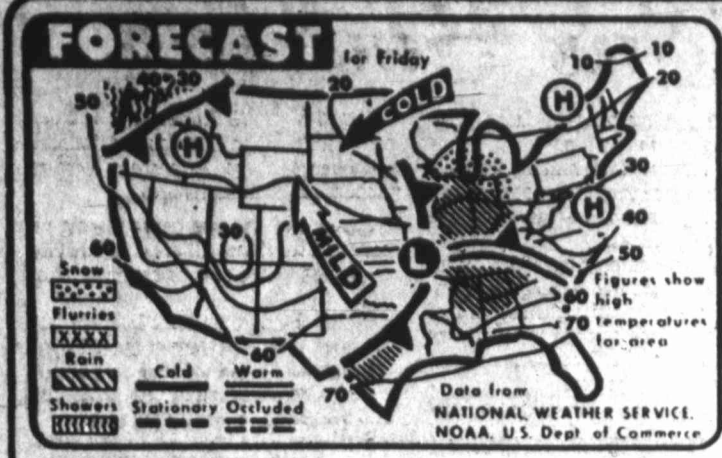 FORECAST
for Friday
40 30
50
20
COLD
10
10
20
H
H
30
H
40
30
MILD
L
50
60
60
70
60
70
Snow
Flurries
Rain
Showers
Cold Warm
Stationary Occluded
Figures show
high
temperatures
for area
Data from
NATIONAL WEATHER SERVICE,
NOAA, U.S. Dept. of Commerce